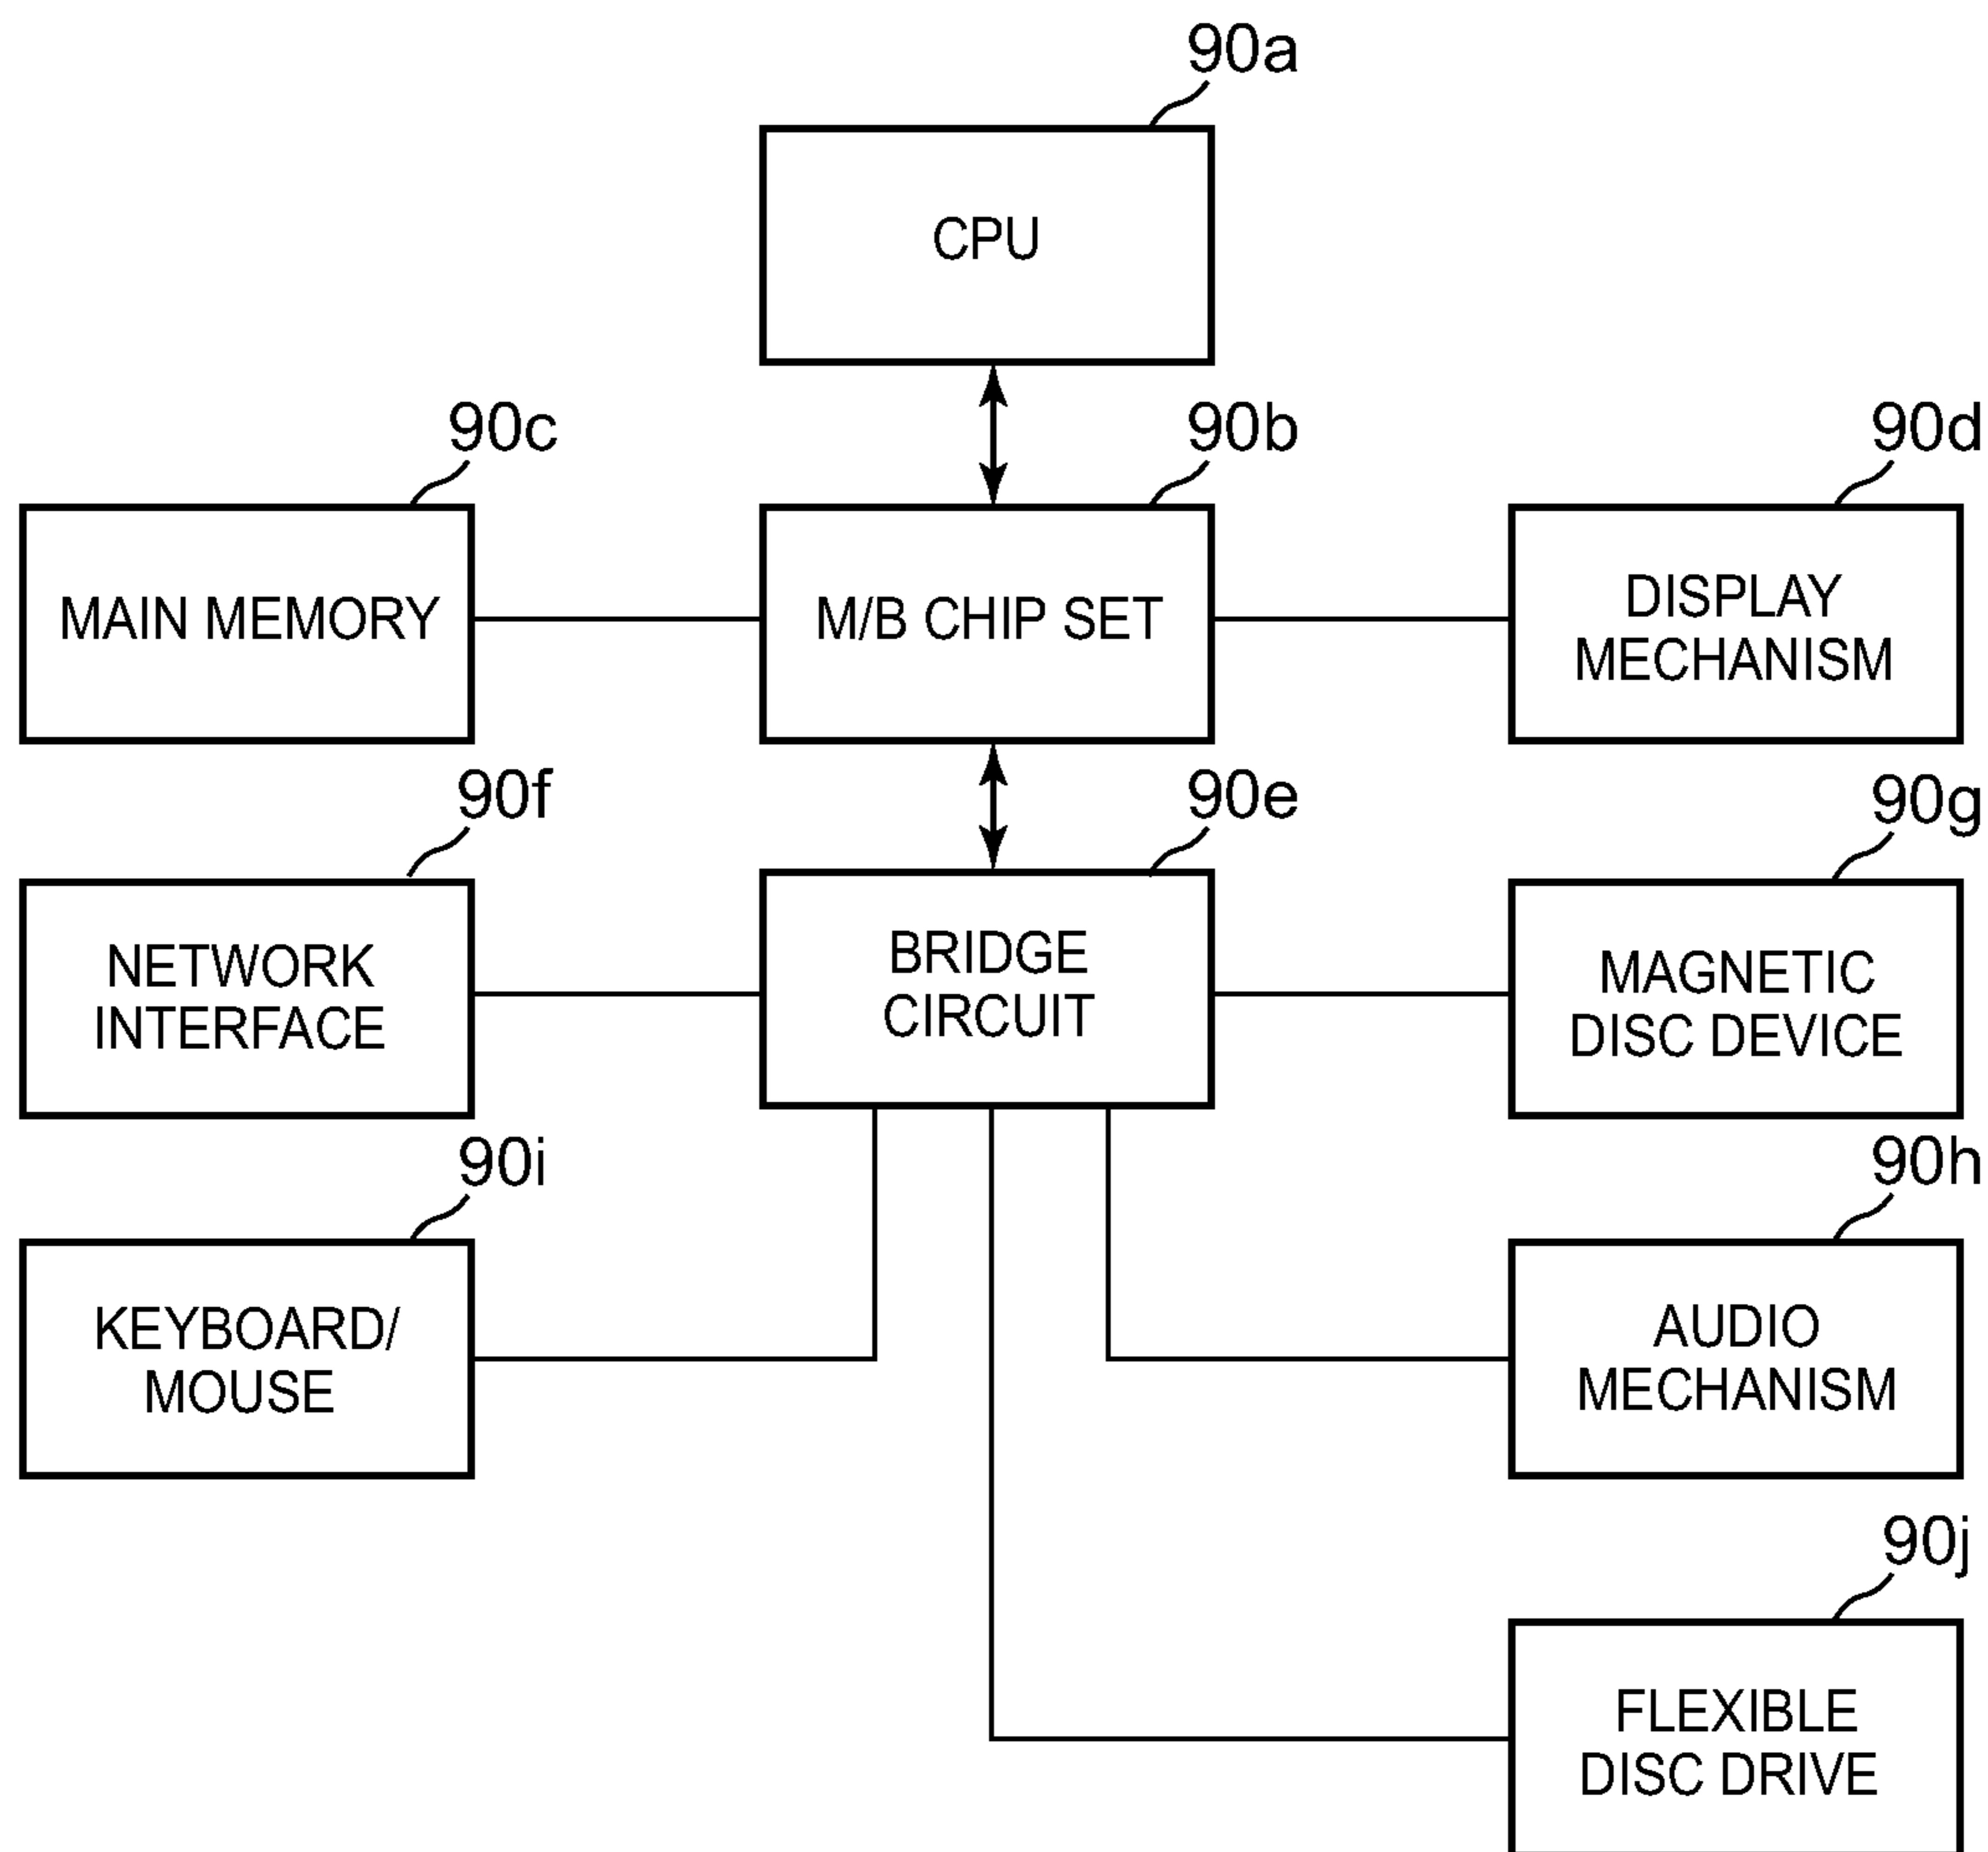 90a
CPU
90c
90b
90d
MAIN MEMORY
M/B CHIP SET
DISPLAY
MECHANISM
90f
90e
90g
NETWORK
INTERFACE
BRIDGE
CIRCUIT
MAGNETIC
DISC DEVICE
90i
90h
KEYBOARD/
MOUSE
AUDIO
MECHANISM
90j
FLEXIBLE
DISC DRIVE